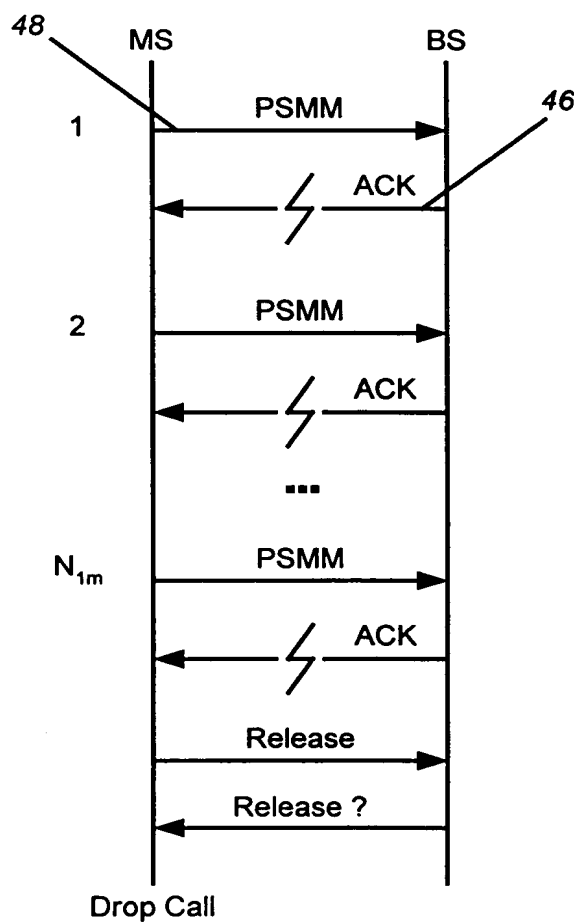 48
MS BS
46
1 PSMM
ACK
2 PSMM
ACK
...
N1m PSMM
ACK
Release
Release ?
Drop Call